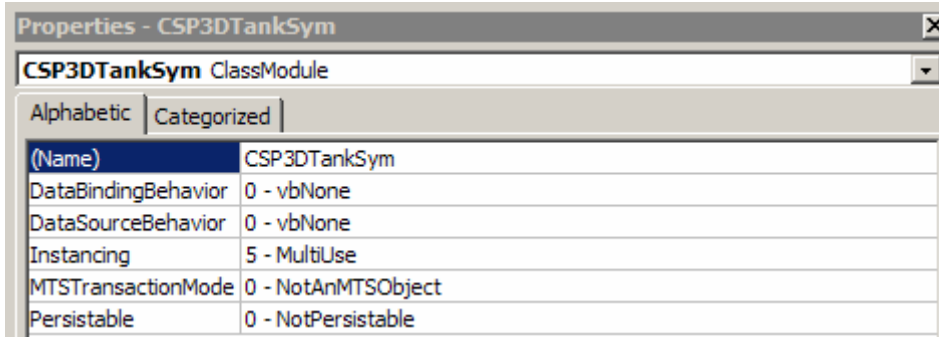 Properties - CSP3DTankSym
CSP3DTankSym ClassModule
Alphabetic Categorized
(Name) CSP3DTankSym
DataBindingBehavior 0 - vbNone
DataSourceBehavior 0 - vbNone
Instancing 5 - MultiUse
MTSTransactionMode 0 - NotAnMTSObject
Persistable 0 - NotPersistable